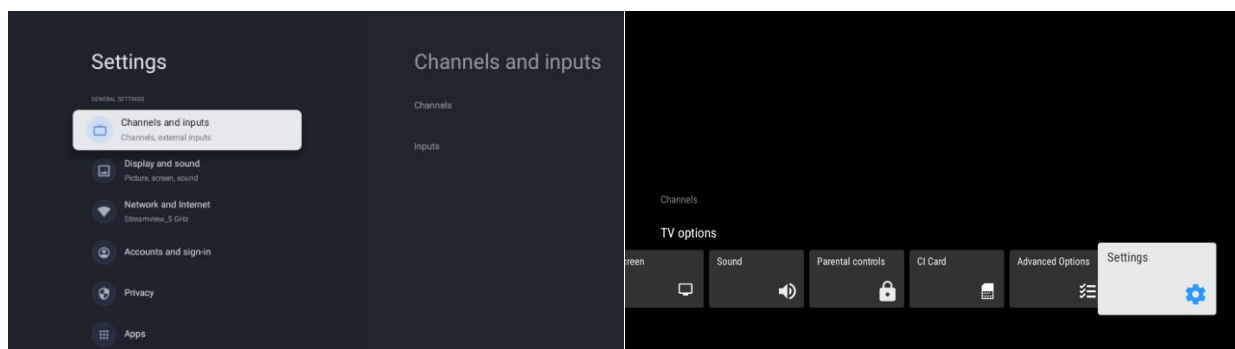 Settings
GENERAL SETTINGS
Channels and inputs
Channels, external inputs
Display and sound
Picture, screen, sound
Network and Internet
Streamview_5 GHz
Accounts and sign-in
Privacy
Apps
Channels and inputs
Channels
Inputs
Channels
TV options
reen
Sound
Parental controls
CI Card
Advanced Options
Settings